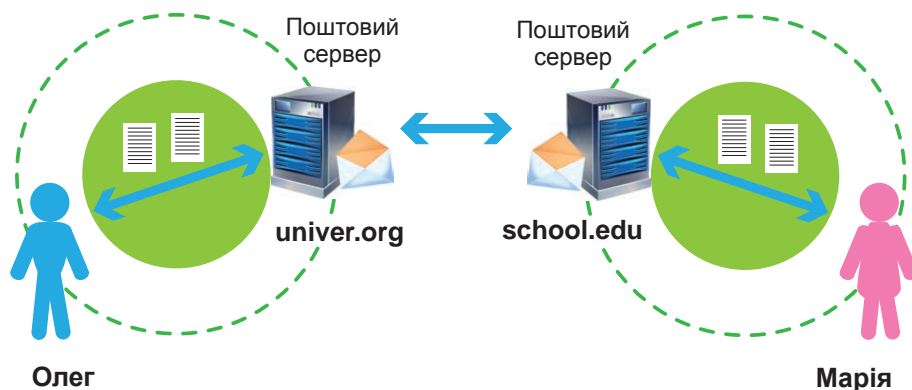 Поштовий
сервер
Поштовий
сервер
univer.org
school.edu
Олег
Марія